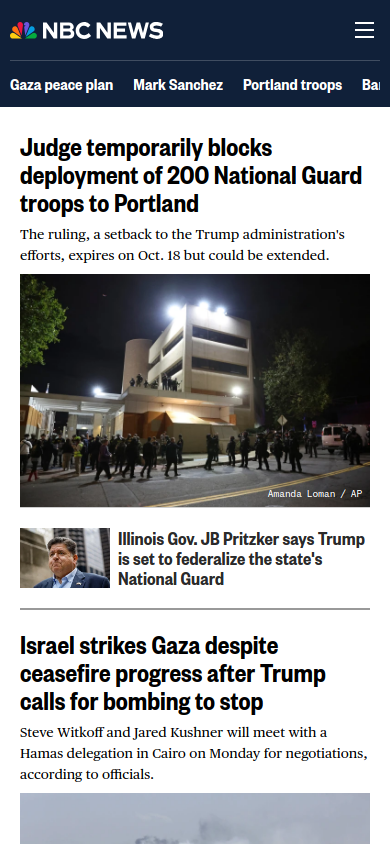 NBC NEWS
Gaza peace plan Mark Sanchez Portland troops Bar
Judge temporarily blocks
deployment of 200 National Guard
troops to Portland
The ruling, a setback to the Trump administration's
efforts, expires on Oct. 18 but could be extended.
Amanda Loman / AP
Illinois Gov. JB Pritzker says Trump
is set to federalize the state's
National Guard
Israel strikes Gaza despite
ceasefire progress after Trump
calls for bombing to stop
Steve Witkoff and Jared Kushner will meet with a
Hamas delegation in Cairo on Monday for negotiations,
according to officials.